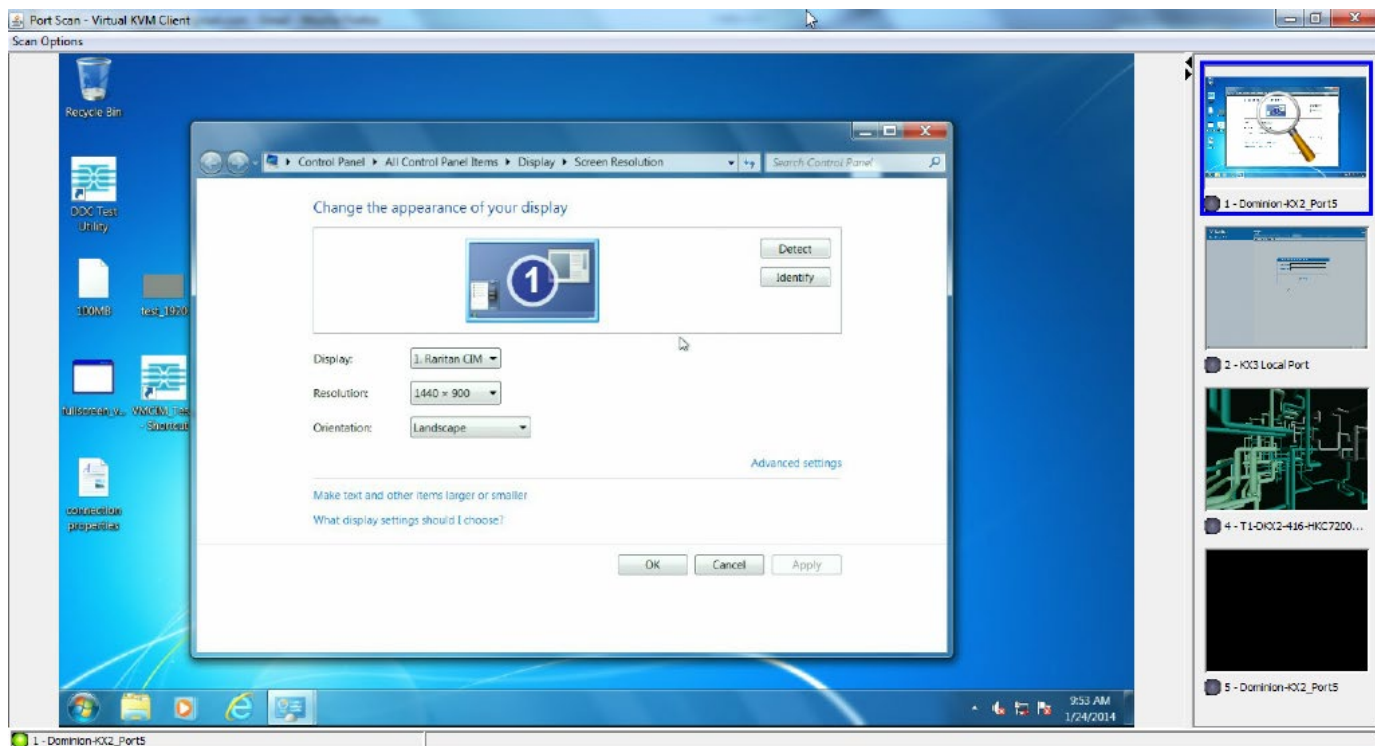 Port Scan - Virtual KVM Client
Scan Options
Recycle Bin
DDC Test
Utility
100MB
test_1920
- Shortcut
connection
properties
Control Panel ▸ All Control Panel Items ▸ Display ▸ Screen Resolution
Search Control Panel
Change the appearance of your display
1
Detect
Identify
Display:
1. Raritan CIM
Resolution:
1440 × 900
Orientation:
Landscape
Advanced settings
Make text and other items larger or smaller
What display settings should I choose?
OK
Cancel
Apply
9:53 AM
1/24/2014
1 - Dominion-KX2_Port5
2 - KX3 Local Port
4 - T1-DKX2-416-HKC7200...
5 - Dominion-KX2_Port5
1 - Dominion-KX2_Port5